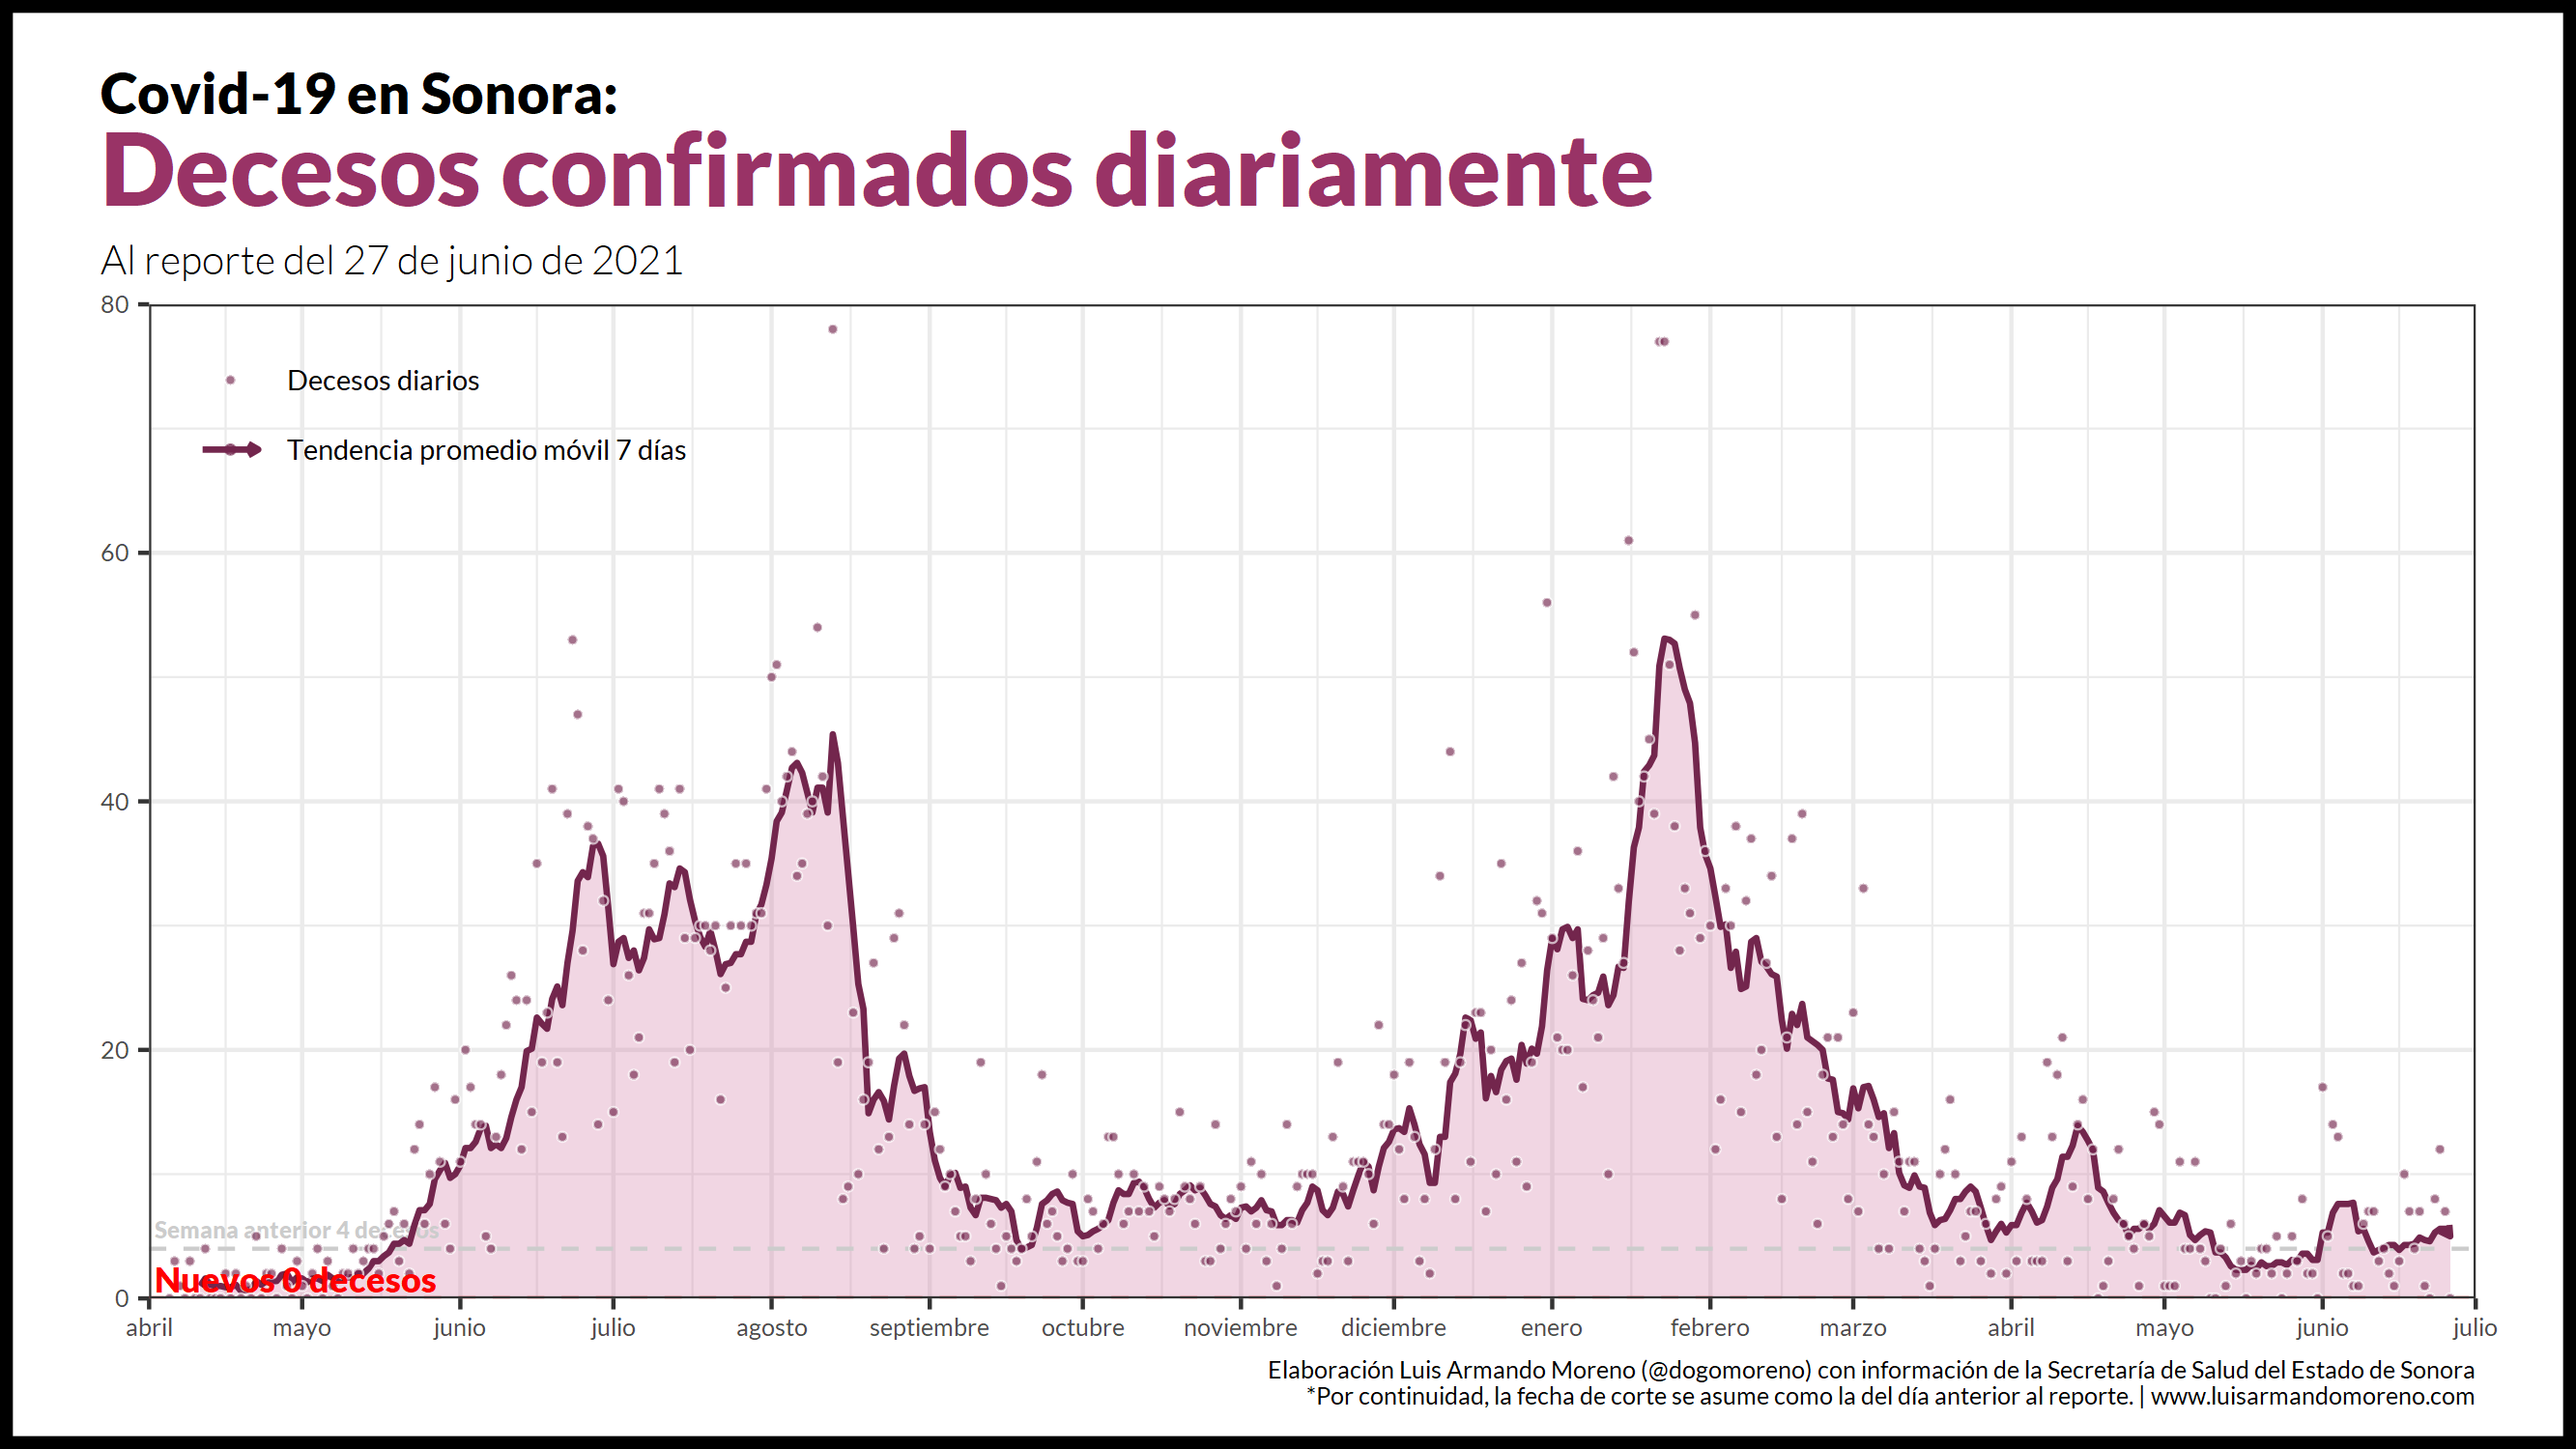 Covid-19 en Sonora:
Decesos confirmados diariamente
Al reporte del 27 de junio de 2021
80
Decesos diarios
Tendencia promedio móvil 7 días
60
40
20
Semana anterior 4 decesos
Nuevos 0 decesos
0
abril mayo junio julio agosto septiembre octubre noviembre diciembre enero febrero marzo abril mayo junio julio
Elaboración Luis Armando Moreno (@dogomoreno) con información de la Secretaría de Salud del Estado de Sonora
*Por continuidad, la fecha de corte se asume como la del día anterior al reporte. | www.luisarmandomoreno.com